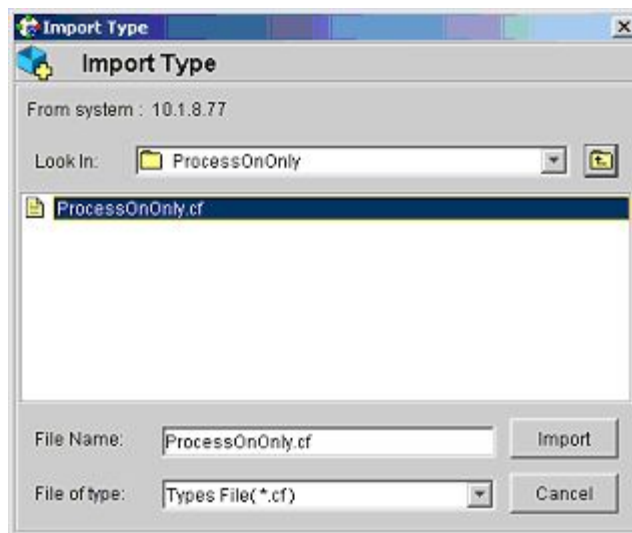 Import Type
Import Type
From system : 10.1.8.77
Look In: ProcessOnOnly
ProcessOnOnly.cf
File Name: ProcessOnOnly.cf Import
File of type: Types File(*.cf) Cancel